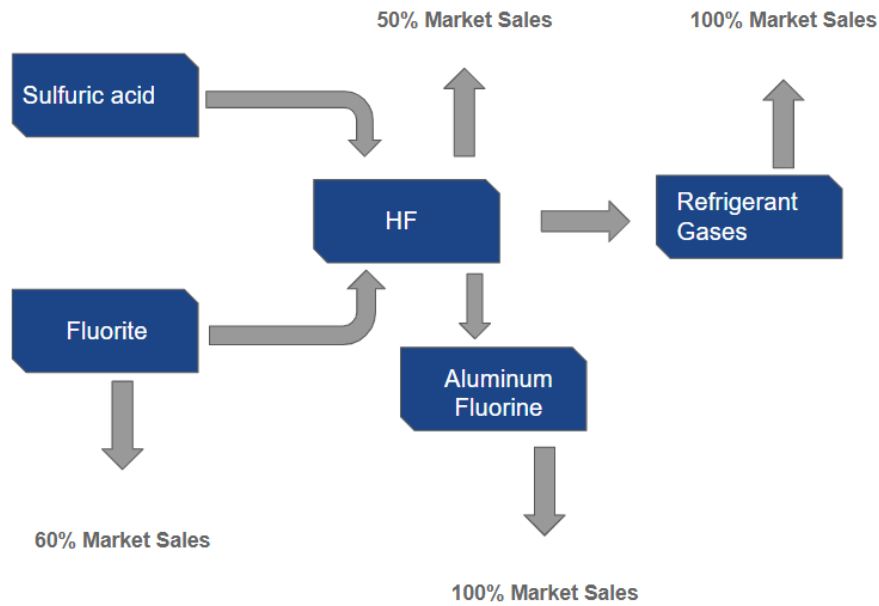 50% Market Sales
100% Market Sales
Sulfuric acid
HF
Refrigerant
Gases
Fluorite
Aluminum
Fluorine
60% Market Sales
100% Market Sales